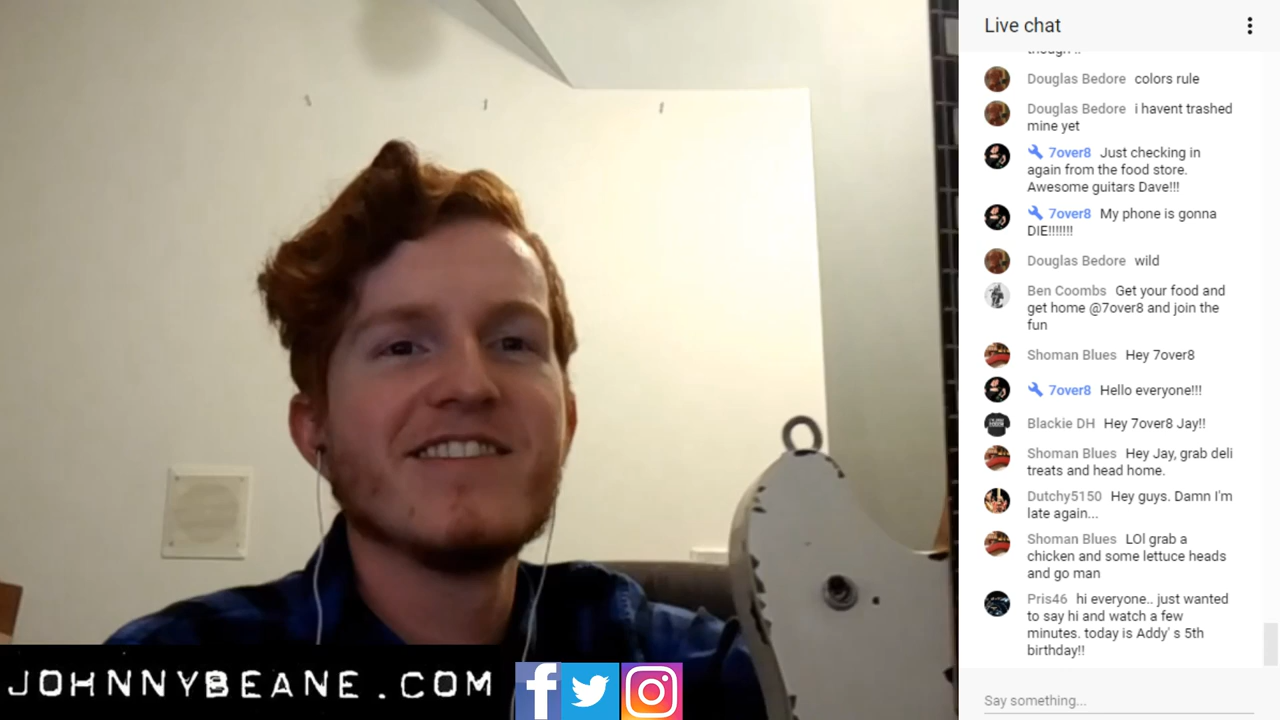 Live chat
though !!
Douglas Bedore colors rule
Douglas Bedore i havent trashed
mine yet
7over8 Just checking in
again from the food store.
Awesome guitars Dave!!!
7over8 My phone is gonna
DIE!!!!!!!
Douglas Bedore wild
Ben Coombs Get your food and
get home @7over8 and join the
fun
Shoman Blues Hey 7over8
7over8 Hello everyone!!!
Blackie DH Hey 7over8 Jay!!
Shoman Blues Hey Jay, grab deli
treats and head home.
Dutchy5150 Hey guys. Damn I'm
late again...
Shoman Blues LOl grab a
chicken and some lettuce heads
and go man
Pris46 hi everyone.. just wanted
to say hi and watch a few
minutes. today is Addy' s 5th
birthday!!
Say something...
JOHNNYBEANE.COM